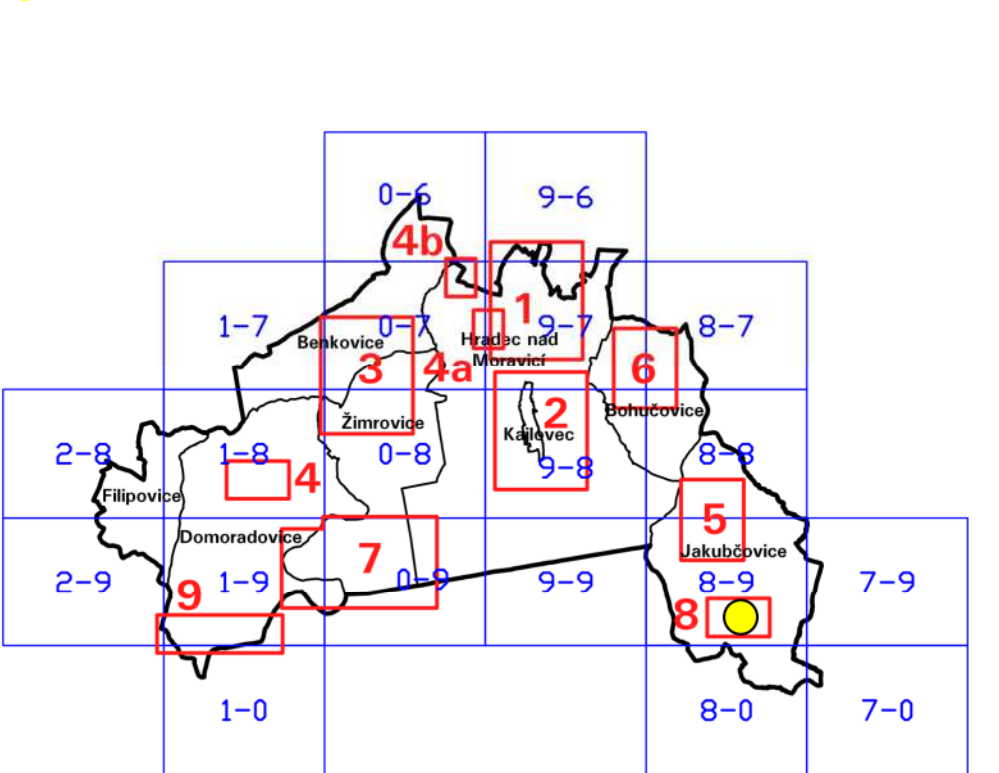 0-6
9-6
4b
1
1-7
0-7
9-7
8-7
Benkovice
Hradec nad
Moravicí
3
4a
6
2
Žimrovice
Bohučovice
Kajlovec
2-8
1-8
0-8
9-8
8-8
4
Filipovice
5
Domoradovice
Jakubčovice
7
2-9
9
1-9
0-9
9-9
8-9
7-9
8
1-0
8-0
7-0